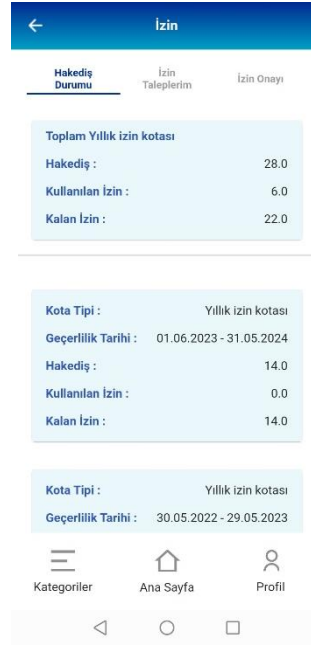 İzin
Hakediş Durumu
İzin Taleplerim
İzin Onayı
Toplam Yıllık izin kotası
Hakediş : 28.0
Kullanılan İzin : 6.0
Kalan İzin : 22.0
Kota Tipi : Yıllık izin kotası
Geçerlilik Tarihi : 01.06.2023 - 31.05.2024
Hakediş : 14.0
Kullanılan İzin : 0.0
Kalan İzin : 14.0
Kota Tipi : Yıllık izin kotası
Geçerlilik Tarihi : 30.05.2022 - 29.05.2023
Kategoriler Ana Sayfa Profil